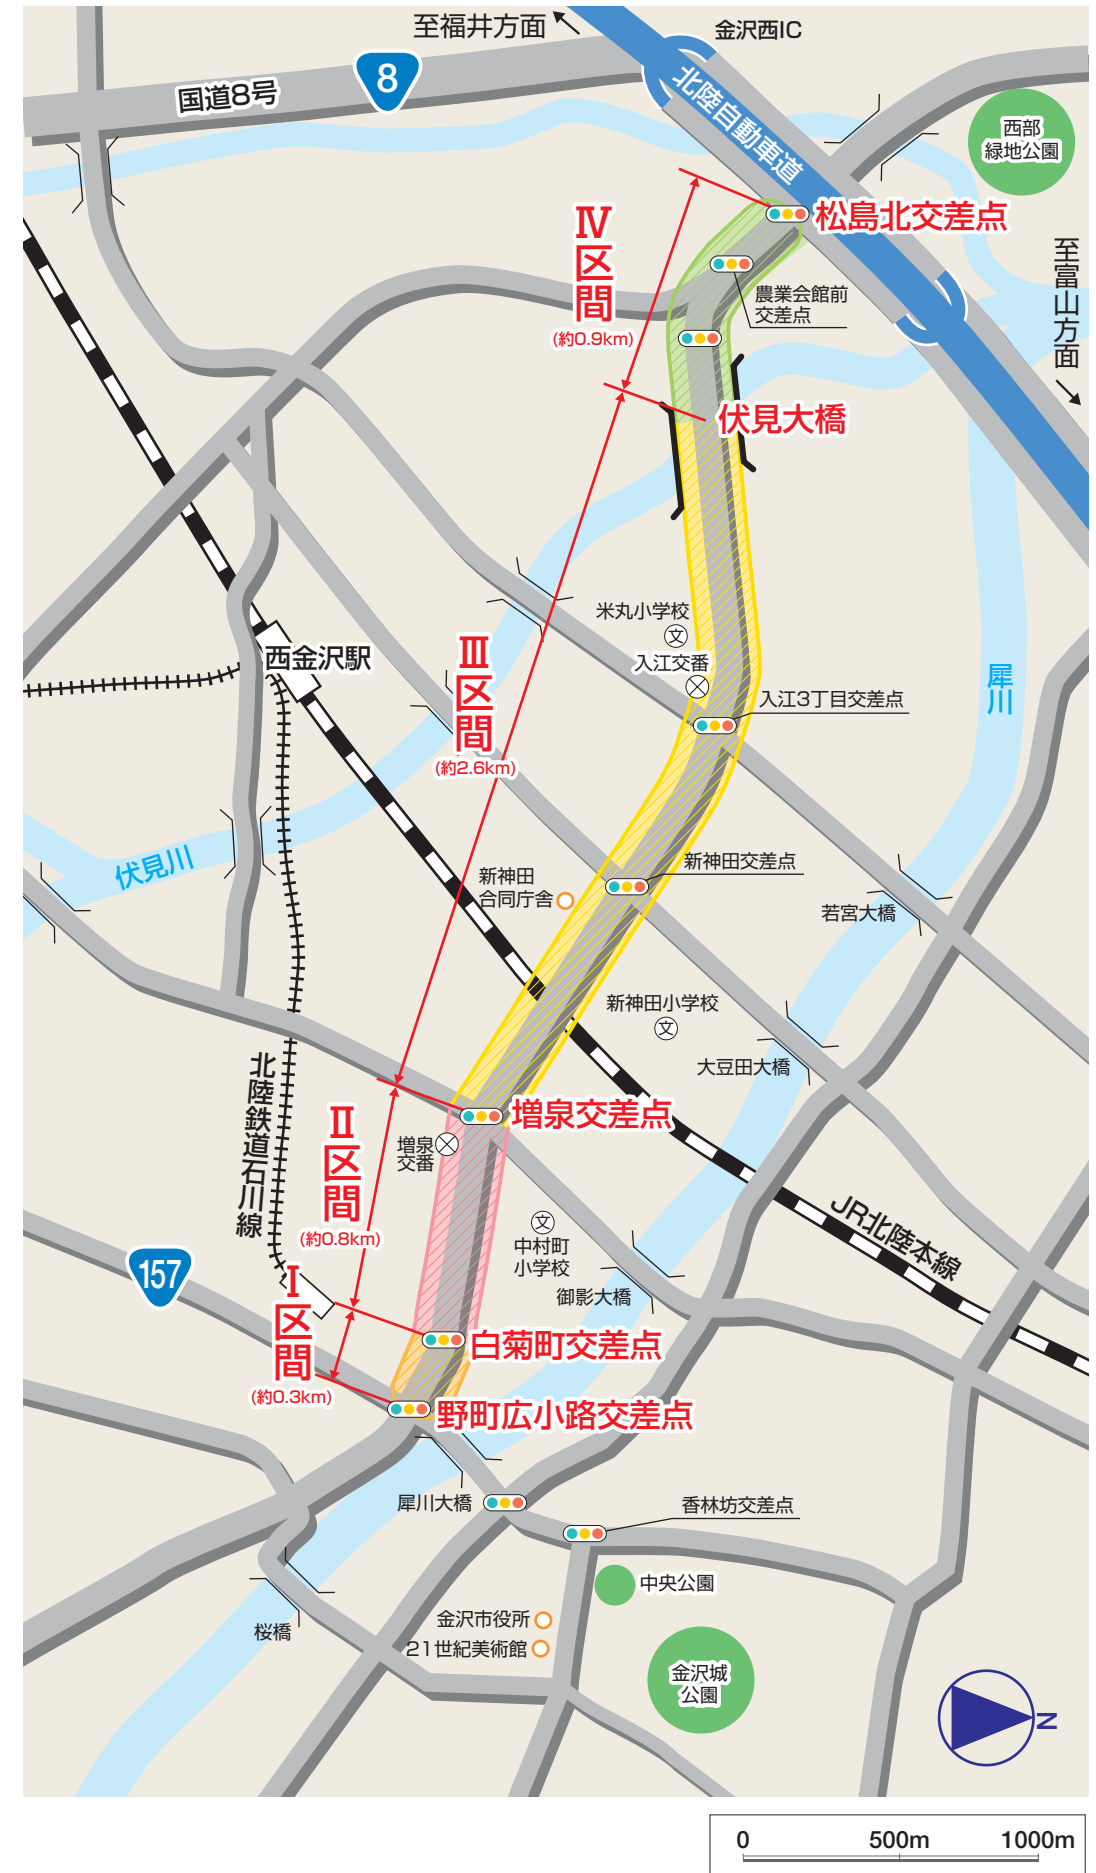 至福井方面
金沢西IC
国道8号
8
北陸自動車道
西部
緑地公園
松島北交差点
Ⅳ区間
(約0.9km)
農業会館前
交差点
至富山方面
伏見大橋
米丸小学校
文
入江交番
入江3丁目交差点
犀川
西金沢駅
Ⅲ区間
(約2.6km)
伏見川
新神田交差点
新神田
合同庁舎
若宮大橋
新神田小学校
文
大豆田大橋
北陸鉄道石川線
増泉交差点
Ⅱ区間
(約0.8km)
増泉
交番
文
中村町
小学校
御影大橋
JR北陸本線
157
Ⅰ区間
(約0.3km)
白菊町交差点
野町広小路交差点
犀川大橋
香林坊交差点
中央公園
桜橋
金沢市役所
21世紀美術館
金沢城
公園
N
0 500m 1000m